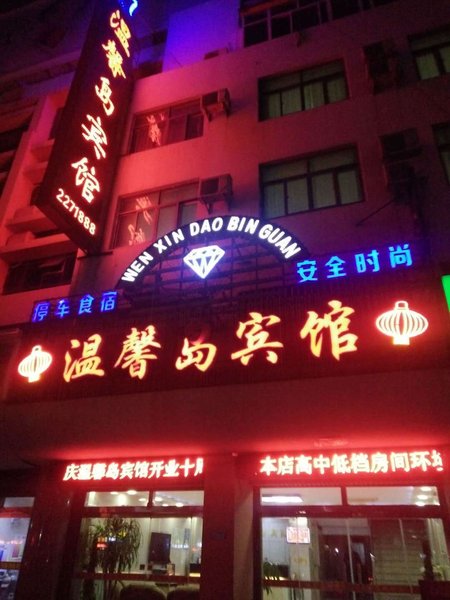 温馨岛宾馆
2271888
WEN XIN DAO BIN GUAN
停车食宿
安全时尚
温馨岛宾馆
庆温馨岛宾馆开业十周
本店高中低档房间环境